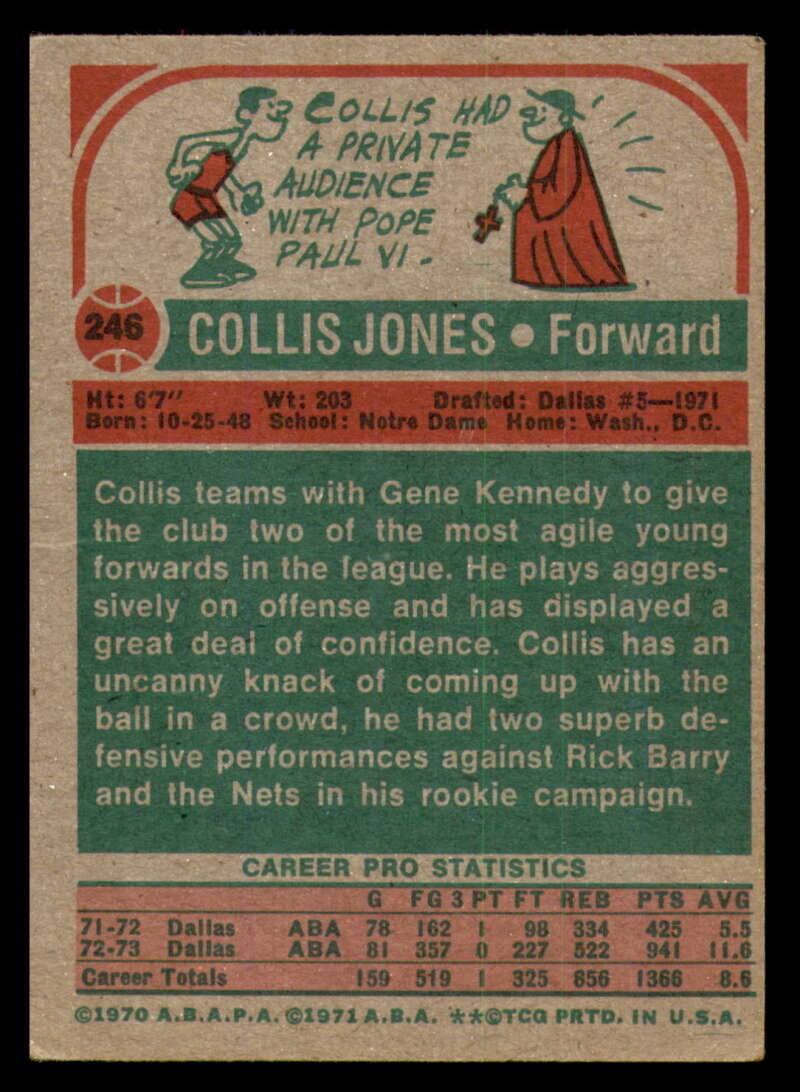 COLLIS HAD
A PRIVATE
AUDIENCE
WITH POPE
PAUL VI.
246 COLLIS JONES • Forward
Ht: 6'7" Wt: 203 Drafted: Dallas #5—1971
Born: 10-25-48 School: Notre Dame Home: Wash., D.C.
Collis teams with Gene Kennedy to give
the club two of the most agile young
forwards in the league. He plays aggres-
sively on offense and has displayed a
great deal of confidence. Collis has an
uncanny knack of coming up with the
ball in a crowd, he had two superb de-
fensive performances against Rick Barry
and the Nets in his rookie campaign.
CAREER PRO STATISTICS
G FG 3 PT FT REB PTS AVG
71-72 Dallas ABA 78 162 1 98 334 425 5.5
72-73 Dallas ABA 81 357 0 227 522 941 11.6
Career Totals 159 519 1 325 856 1366 8.6
©1970 A.B.A.P.A. ©1971 A.B.A. **©TCG PRTD. IN U.S.A.